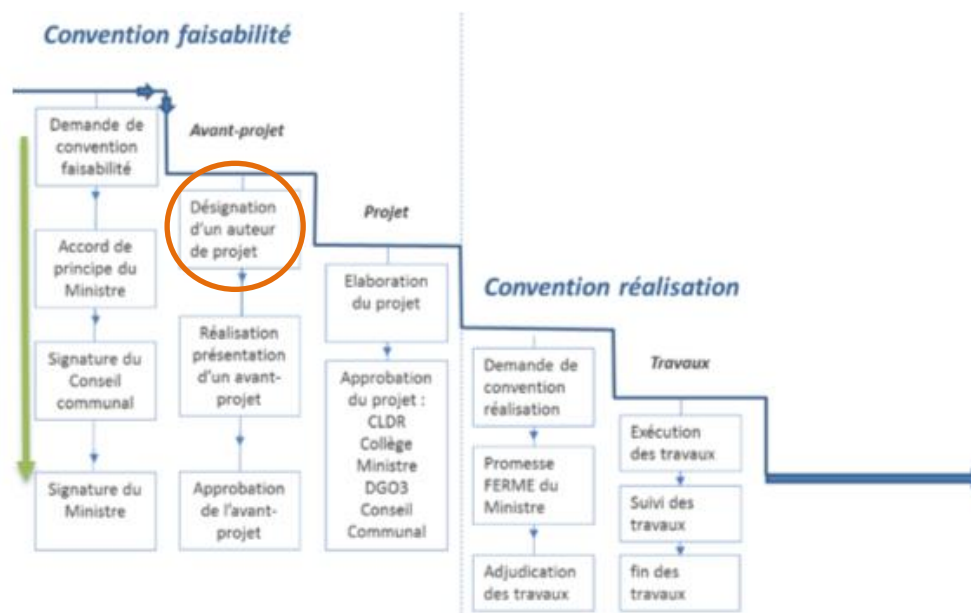 Convention faisabilité
Demande de
convention
faisabilité
Accord de
principe du
Ministre
Signature du
Conseil
communal
Signature du
Ministre
Avant-projet
Désignation
d'un auteur
de projet
Réalisation
présentation
d'un avant-
projet
Approbation
de l'avant-
projet
Projet
Elaboration
du projet
Approbation
du projet :
CLDR
Collège
Ministre
DGO3
Conseil
Communal
Convention réalisation
Demande de
convention
réalisation
Promesse
FERME du
Ministre
Adjudication
des travaux
Travaux
Exécution
des travaux
Suivi des
travaux
fin des
travaux